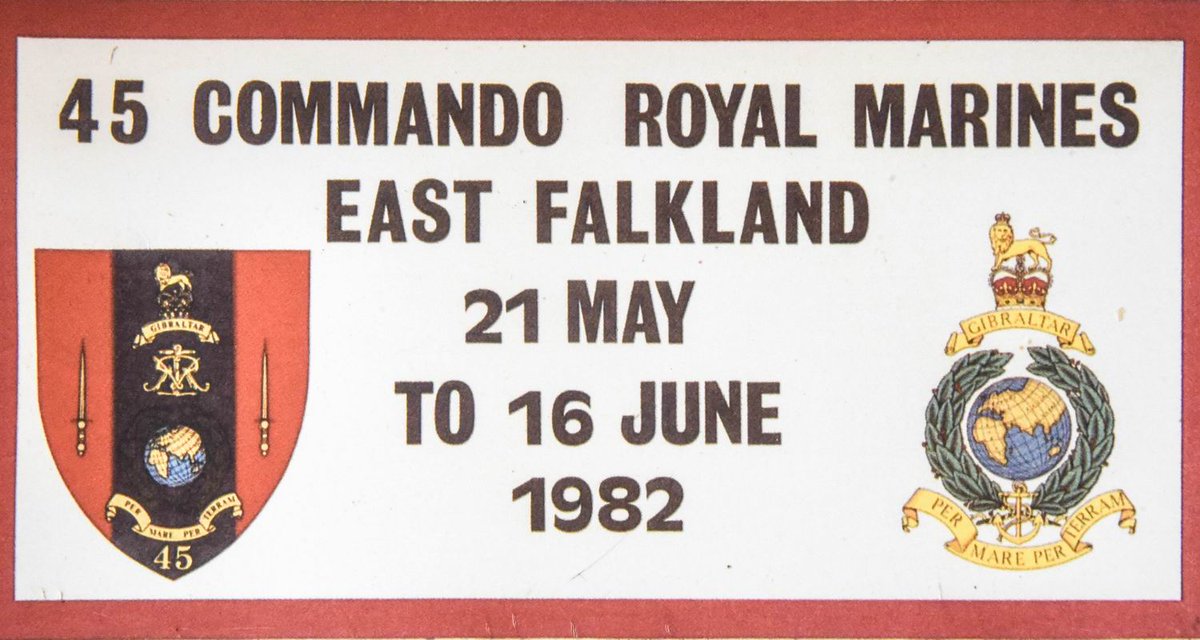 45 COMMANDO ROYAL MARINES
EAST FALKLAND
21 MAY
TO 16 JUNE
1982
GIBRALTAR
PER MARE PER TERRAM
45
GIBRALTAR
PER MARE PER TERRAM